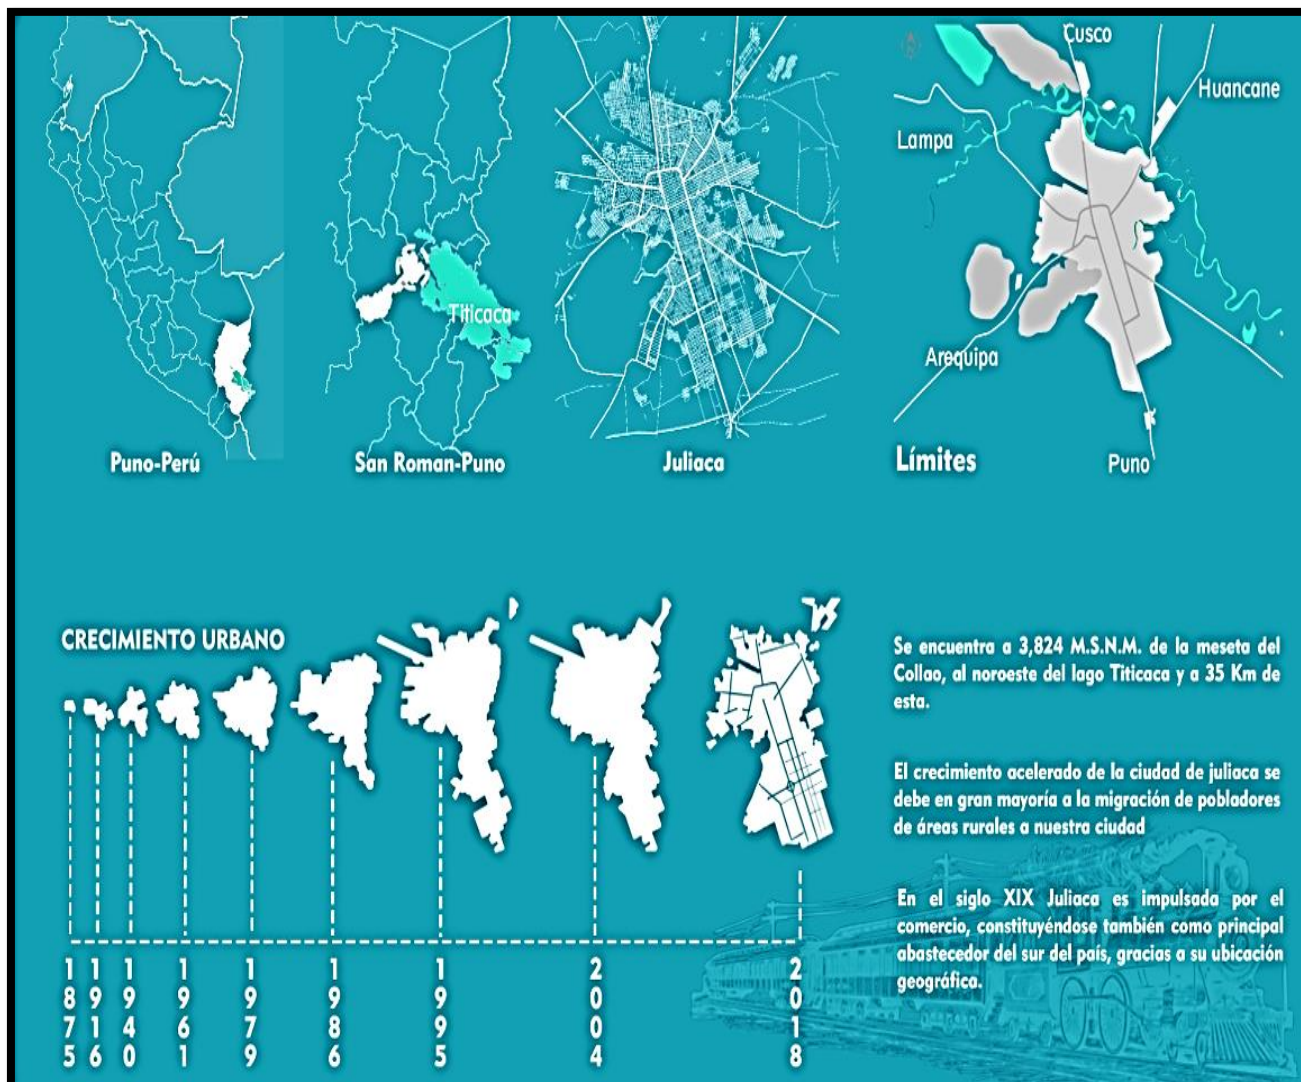 Cusco
Huancane
Lampa
Titicaca
Arequipa
Puno-Perú
San Roman-Puno
Juliaca
Límites
Puno
CRECIMIENTO URBANO
Se encuentra a 3,824 M.S.N.M. de la meseta del
Collao, al noroeste del lago Titicaca y a 35 Km de
esta.
El crecimiento acelerado de la ciudad de juliaca se
debe en gran mayoría a la migración de pobladores
de áreas rurales a nuestra ciudad
En el siglo XIX Juliaca es impulsada por el
comercio, constituyéndose también como principal
abastecedor del sur del país, gracias a su ubicación
geográfica.
1875
1916
1940
1961
1979
1986
1995
2004
2018